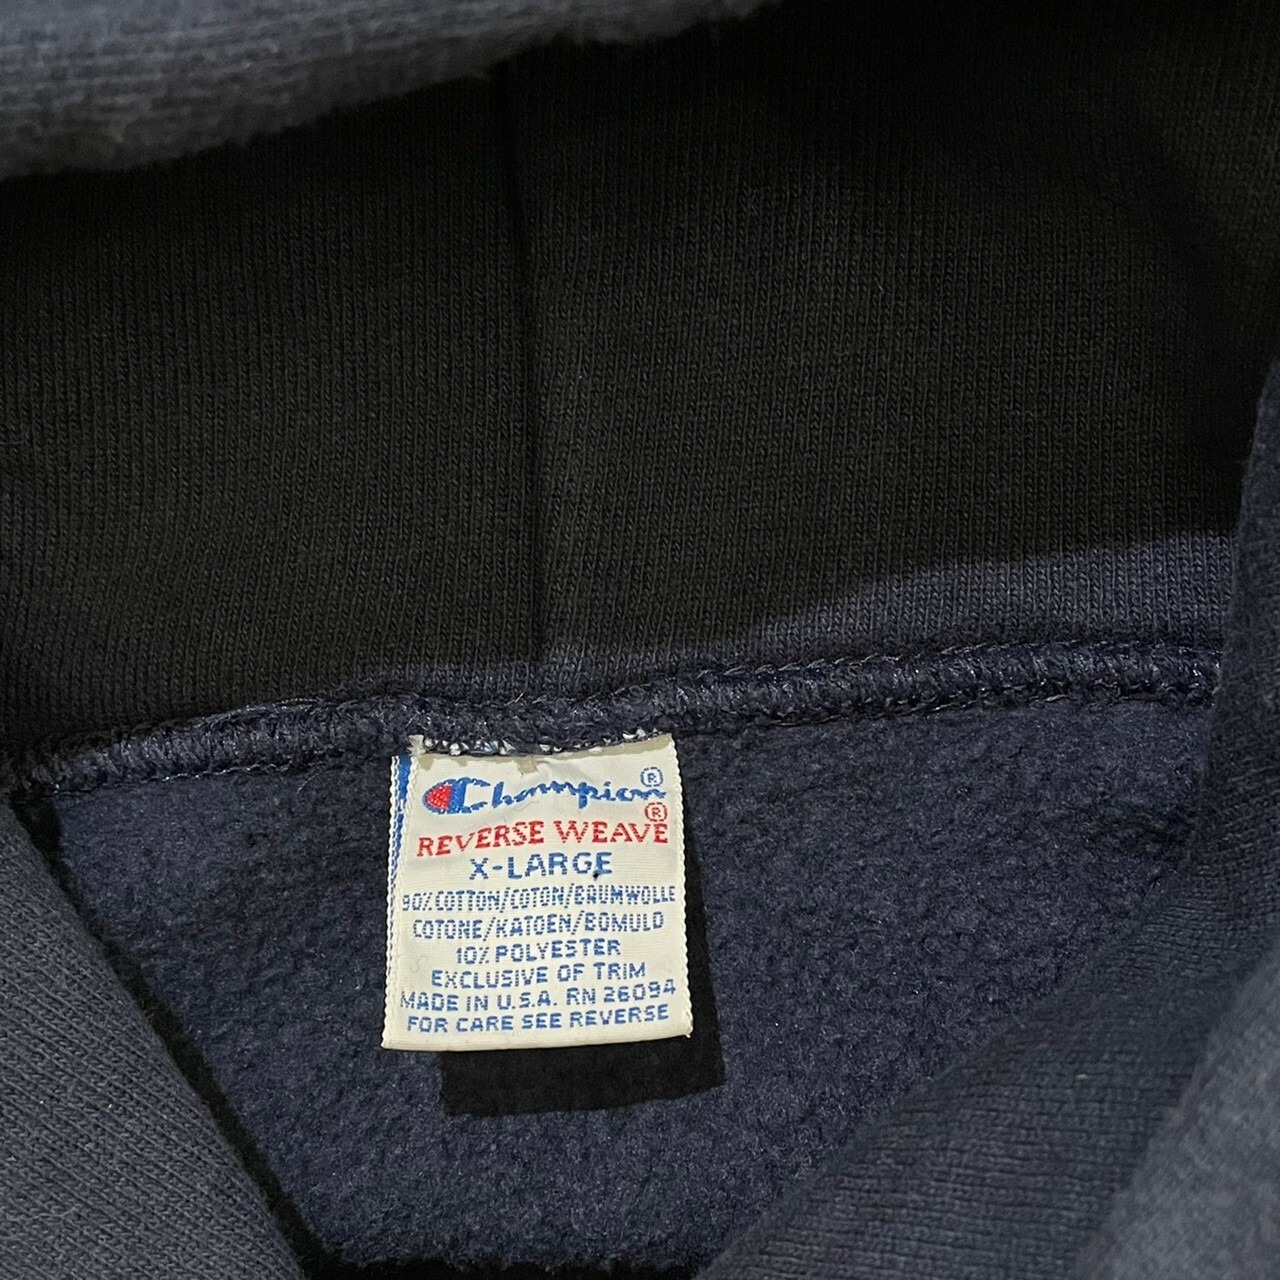 Champion®
REVERSE WEAVE®
X-LARGE
90% COTTON/COTON/BAUMWOLLE
COTONE/KATOEN/BOMULD
10% POLYESTER
EXCLUSIVE OF TRIM
MADE IN U.S.A. RN 26094
FOR CARE SEE REVERSE